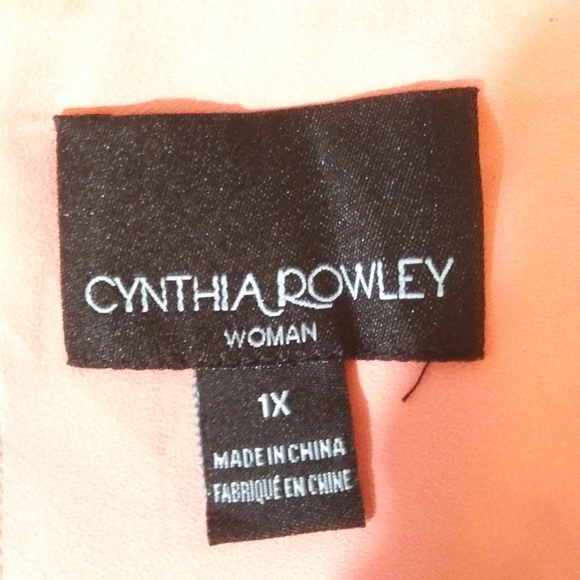 CYNTHIA ROWLEY
WOMAN
1X
MADE IN CHINA
FABRIQUÉ EN CHINE